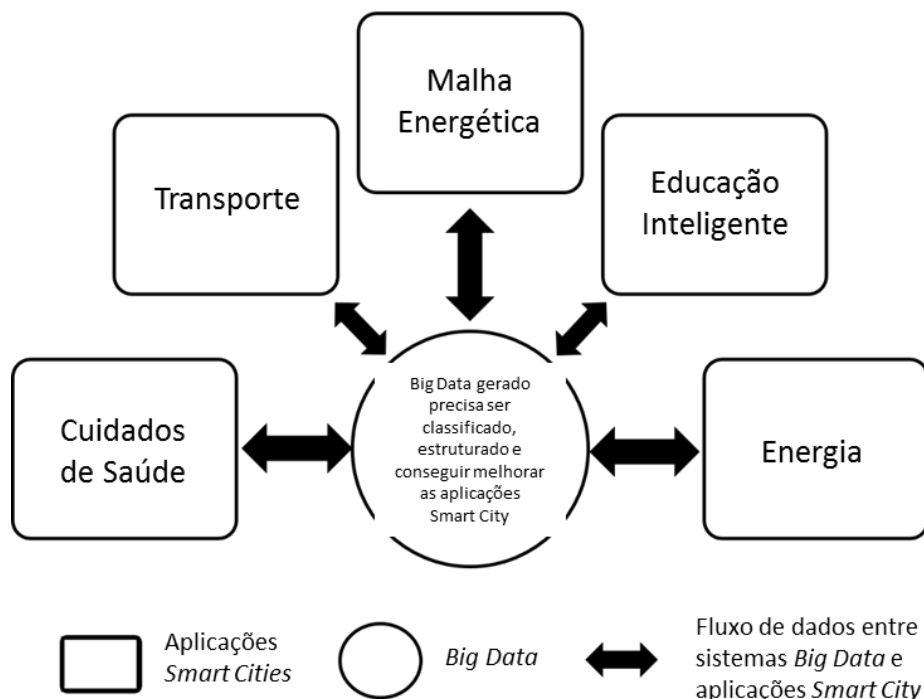 Malha
Energética
Transporte
Educação
Inteligente
Cuidados
de Saúde
Big Data gerado
precisa ser
classificado,
estruturado e
conseguir melhorar
as aplicações
Smart City
Energia
Aplicações
Smart Cities
Big Data
Fluxo de dados entre
sistemas Big Data e
aplicações Smart City